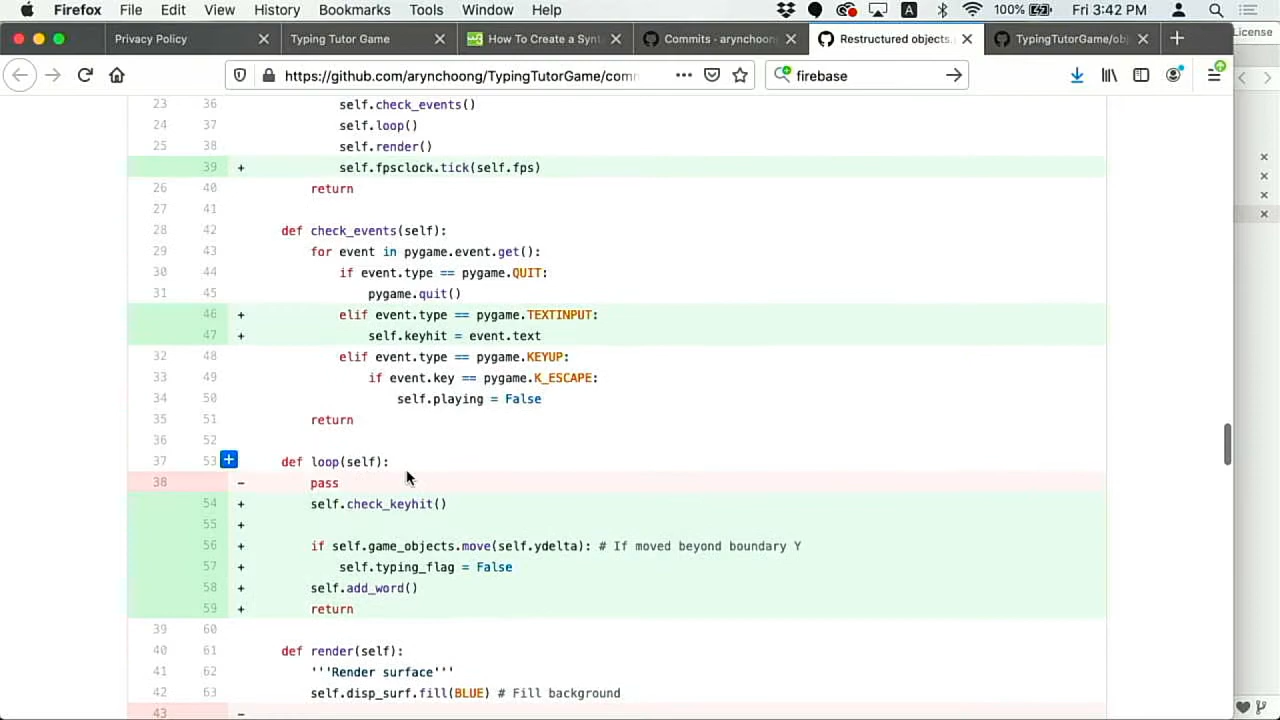 Firefox File Edit View History Bookmarks Tools Window Help 100% Fri 3:42 PM
Privacy Policy Typing Tutor Game How To Create a Synt Commits - arynchoong Restructured objects. TypingTutorGame/obj License
https://github.com/arynchoong/TypingTutorGame/com firebase
23 36 self.check_events()
24 37 self.loop()
25 38 self.render()
39 + self.fpsclock.tick(self.fps)
26 40 return
27 41
28 42 def check_events(self):
29 43 for event in pygame.event.get():
30 44 if event.type == pygame.QUIT:
31 45 pygame.quit()
46 + elif event.type == pygame.TEXTINPUT:
47 + self.keyhit = event.text
32 48 elif event.type == pygame.KEYUP:
33 49 if event.key == pygame.K_ESCAPE:
34 50 self.playing = False
35 51 return
36 52
37 53 def loop(self):
38 - pass
54 + self.check_keyhit()
55 +
56 + if self.game_objects.move(self.ydelta): # If moved beyond boundary Y
57 + self.typing_flag = False
58 + self.add_word()
59 + return
39 60
40 61 def render(self):
41 62 '''Render surface'''
42 63 self.disp_surf.fill(BLUE) # Fill background
43 -